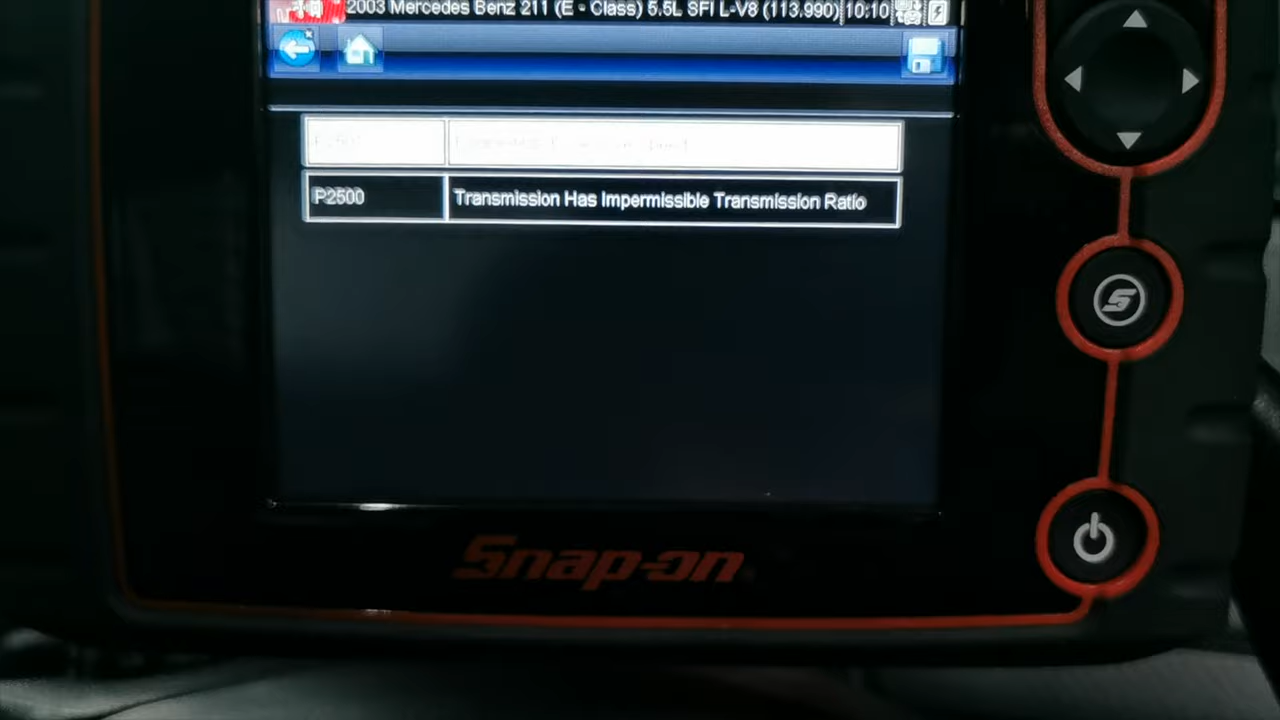 2003 Mercedes Benz 211 (E - Class) 5.5L SFI L-V8 (113.990) 10:10
P2500 Transmission Has Impermissible Transmission Ratio
S
Snap-on